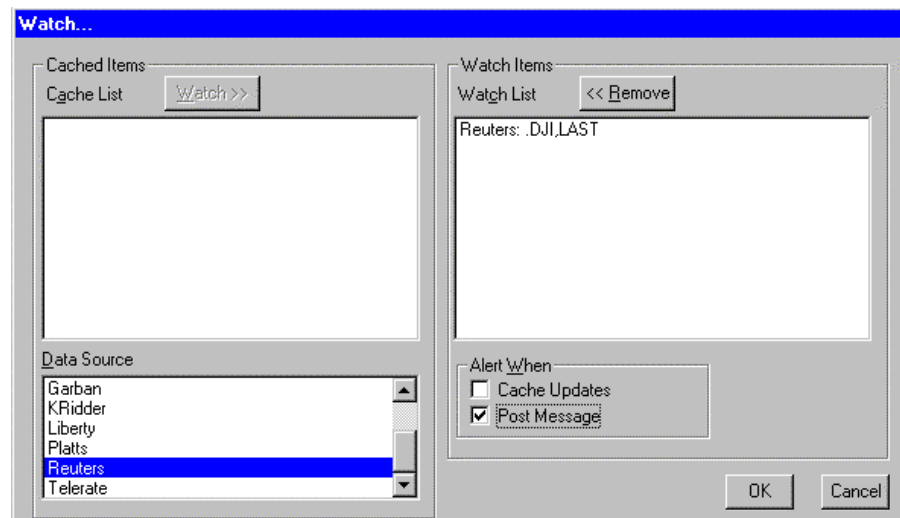 Watch...
Cached Items
Cache List
Watch >>
Data Source
Garban
KRidder
Liberty
Platts
Reuters
Telerate
Watch Items
Watch List
<< Remove
Reuters: .DJI,LAST
Alert When
Cache Updates
Post Message
OK
Cancel